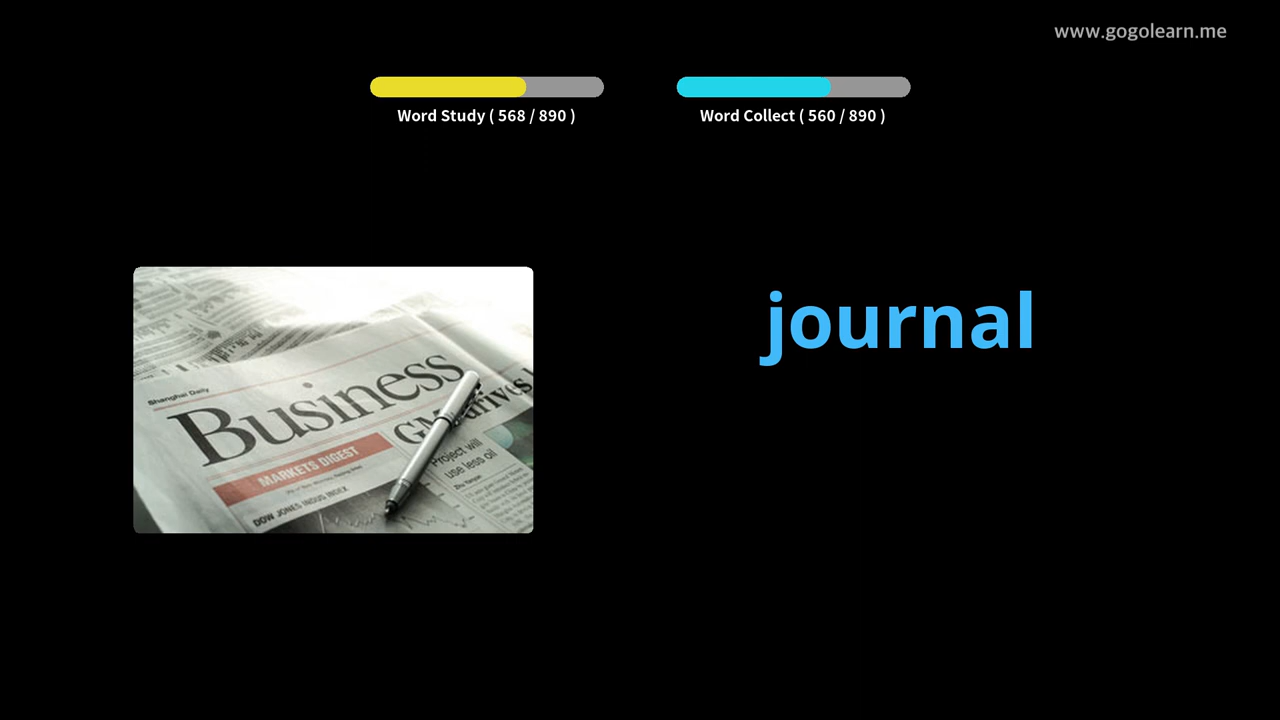 www.gogolearn.me
Word Study ( 568 / 890 )
Word Collect ( 560 / 890 )
journal
Shanghai Daily
Business
GM
MARKETS DIGEST
Project will
use less oil
DOW JONES INDUS INDEX